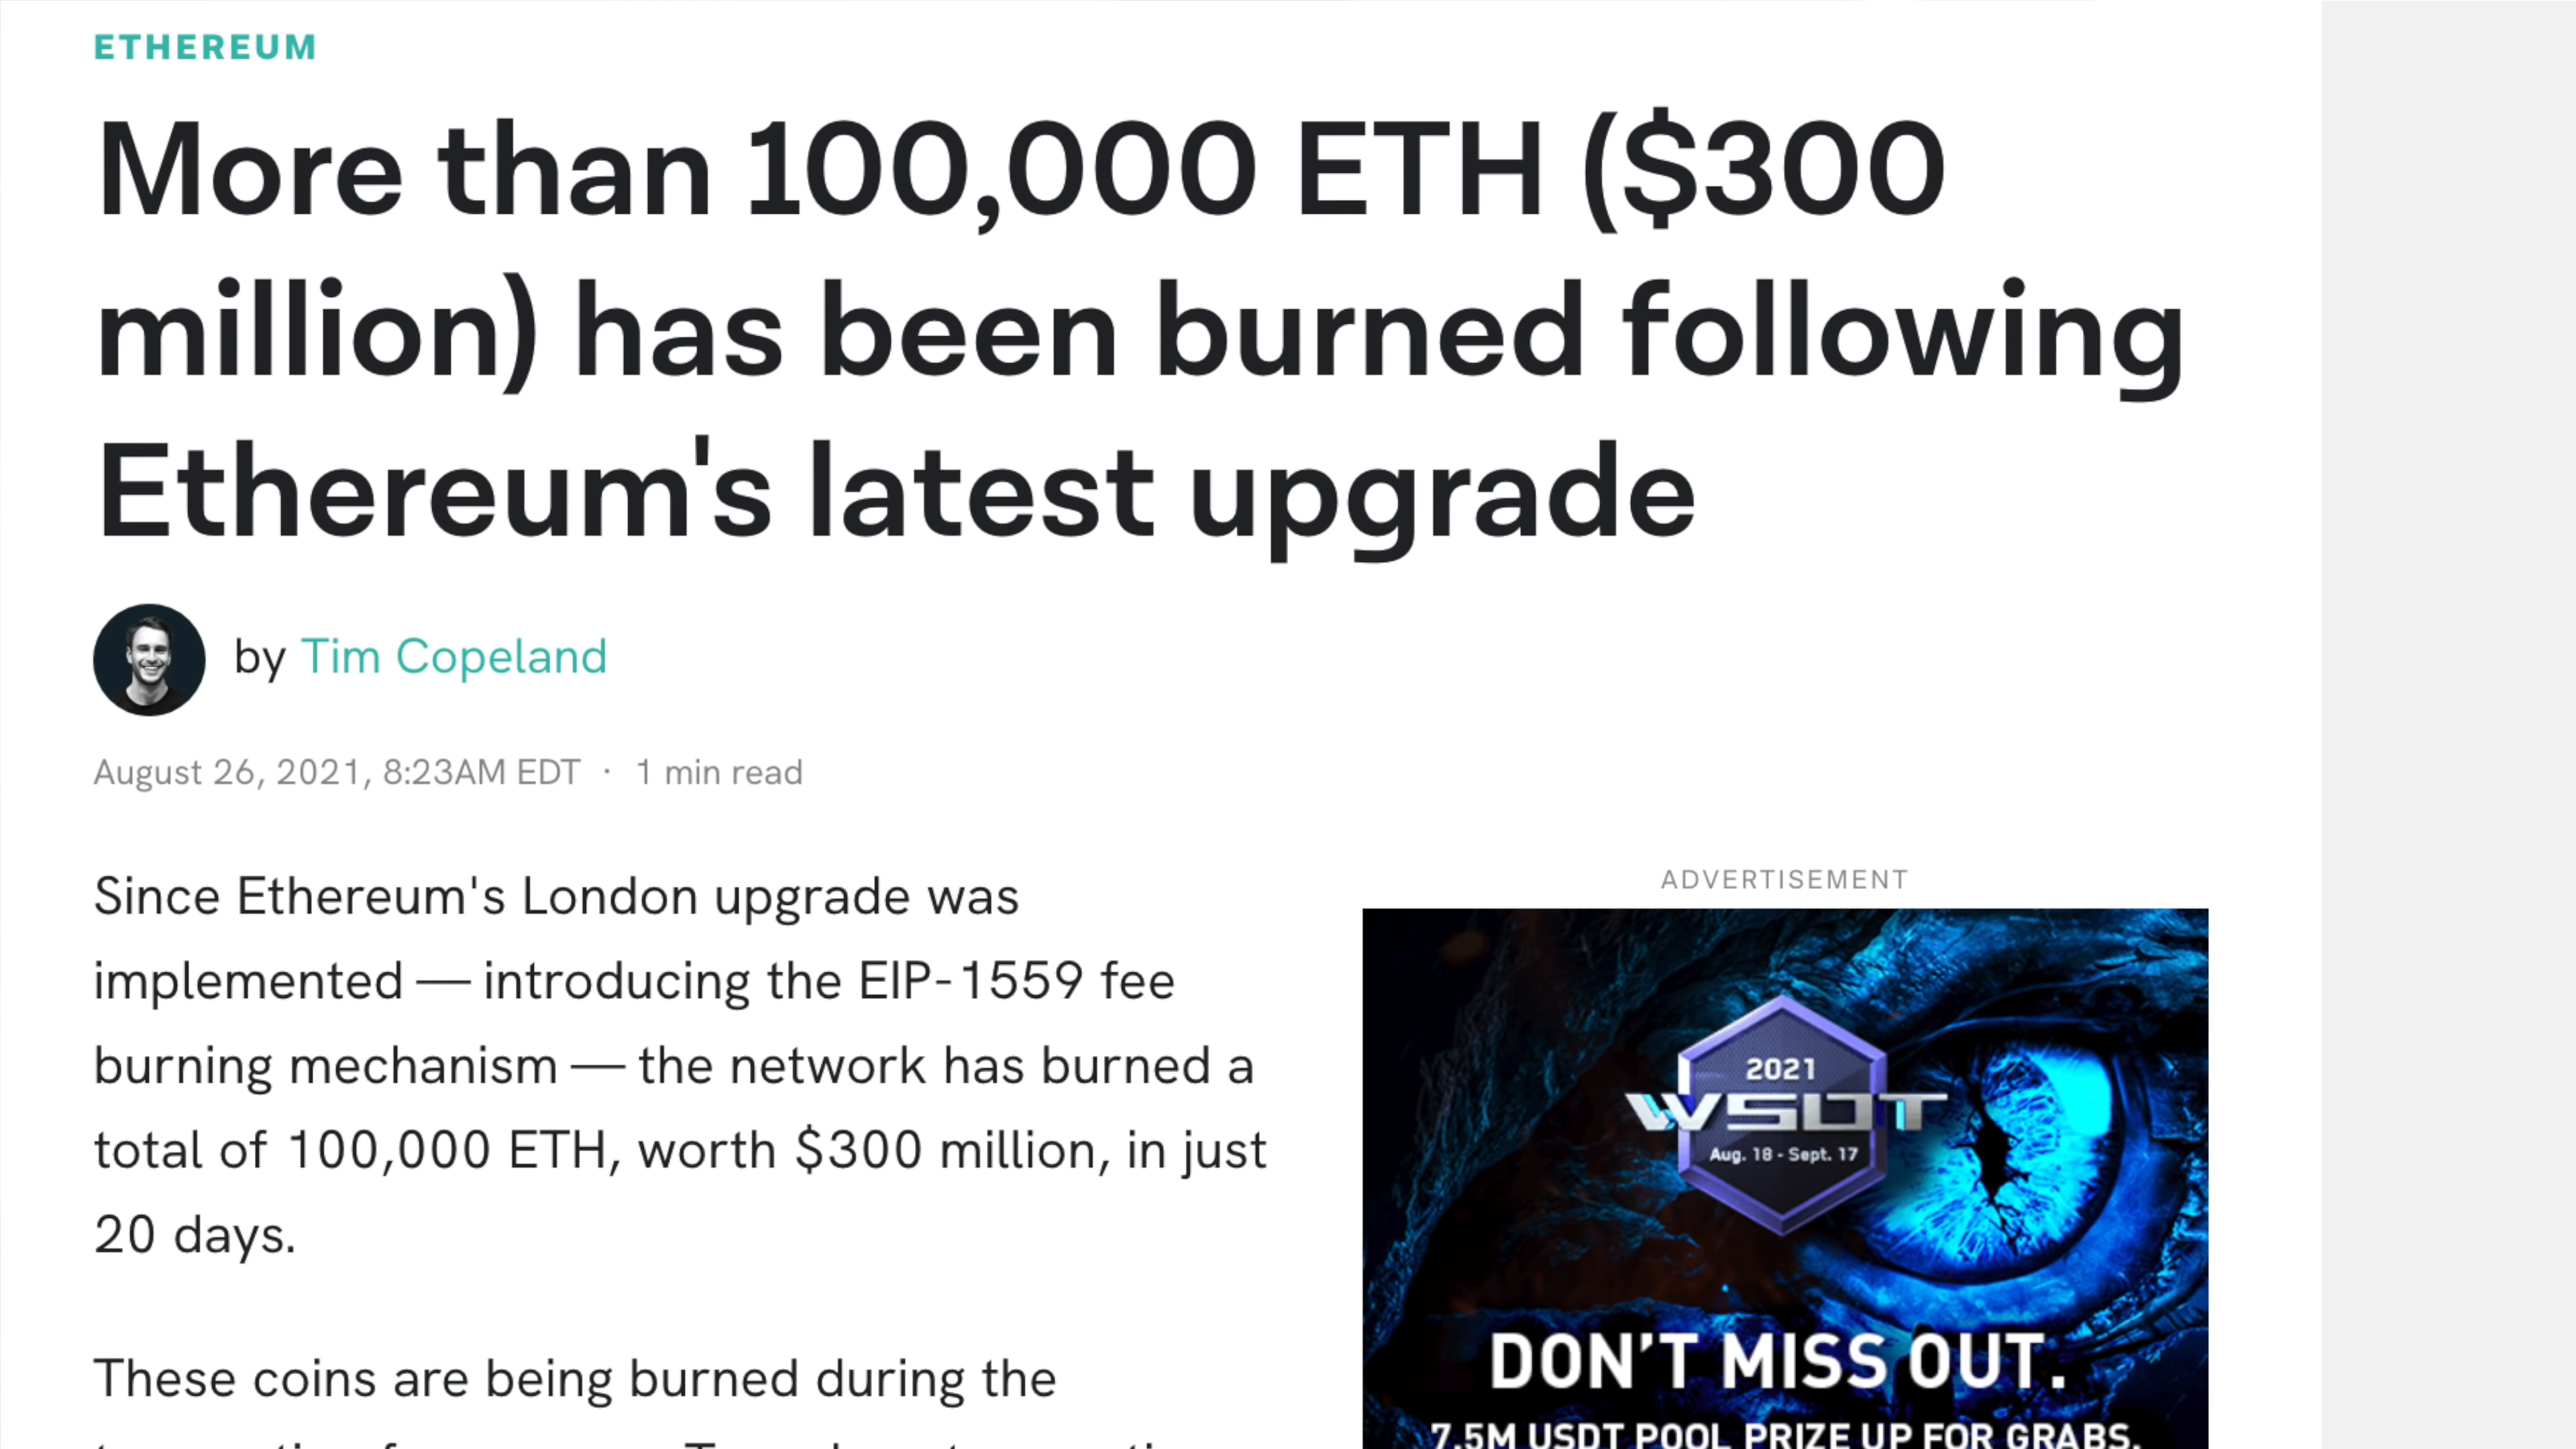 ETHEREUM
More than 100,000 ETH ($300
million) has been burned following
Ethereum's latest upgrade
by Tim Copeland
August 26, 2021, 8:23AM EDT · 1 min read
Since Ethereum's London upgrade was
implemented — introducing the EIP-1559 fee
burning mechanism — the network has burned a
total of 100,000 ETH, worth $300 million, in just
20 days.
These coins are being burned during the
ADVERTISEMENT
2021
WSOT
Aug. 18 - Sept. 17
DON'T MISS OUT.
7.5M USDT POOL PRIZE UP FOR GRABS.